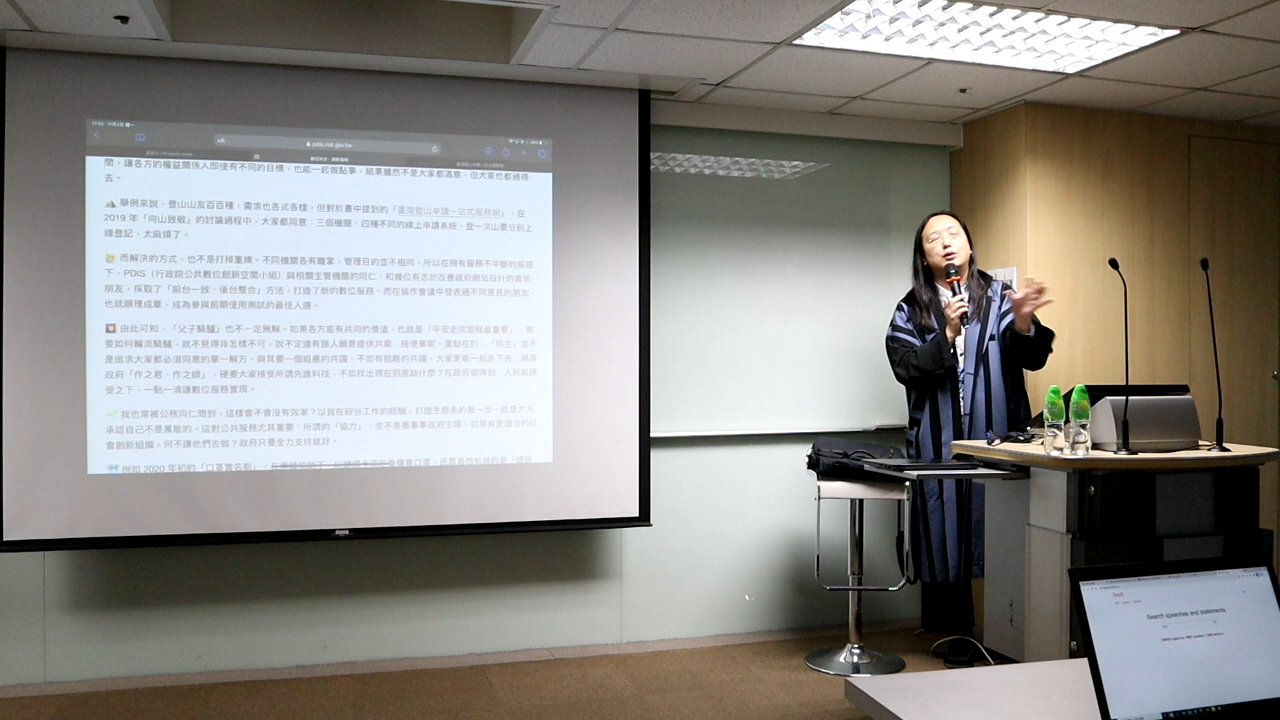 pdis.nat.gov.tw
間，讓各方的權益關係人即使有不同的目標，也能一起做點事，結果雖然不是大家都滿意，但大家也都過得
去。
舉例來說，登山山友百百種，需求也各式各樣，但對於書中提到的「臺灣登山申請一站式服務網」，在
2019 年「向山致敬」的討論過程中，大家都同意：三個機關、四種不同的線上申請系統，登一次山要分別上
線登記，太麻煩了。
而解決的方式，也不是打掉重練。不同機關各有職掌，管理目的並不相同，所以在現有服務不中斷的前提
下，PDIS（行政院公共數位創新空間小組）與相關主管機關的同仁，和幾位有志於改善政府網站設計的青年
朋友，採取了「前台一致、後台整合」方法，打造了新的數位服務。而在協作會議中發表過不同意見的朋友，
也就順理成章，成為參與前期使用測試的最佳人選。
由此可知，「父子騎驢」也不一定無解。如果各方能有共同的價值，也就是「平安走完旅程最重要」，那
要如何輪流騎驢，就不見得非怎樣不可，說不定還有路人願意提供共乘、搭便車呢。重點在於，「民主」並不
是追求大家都必須同意的單一解方。與其要一個粗暴的共識，不如有粗略的共識，大家更能一起走下去，與其
政府「作之君、作之師」，硬要大家接受所謂先進科技，不如找出現在到底缺什麼？在政府做得到、人民能接
受之下，一點一滴讓數位服務實現。
我也常被公務同仁問到，這樣會不會沒有效率？以我在矽谷工作的經驗，打造生態系的第一步，就是大方
承認自己不是萬能的。這對公共服務尤其重要：所謂的「協力」，並不是要事事政府主導。如果有更適合的社
會創新組織，何不讓他們去做？政府只要全力支持就好。
例如 2020 年初的「口罩實名制」，
Search speeches and statements